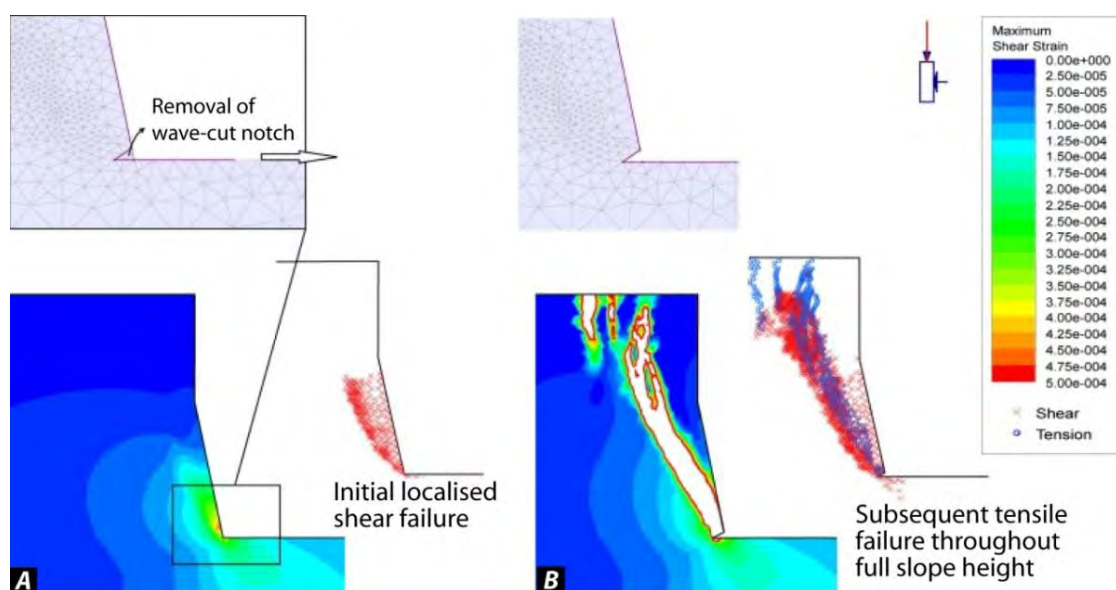 Removal of
wave-cut notch
Initial localised
shear failure
A
Subsequent tensile
failure throughout
full slope height
B
Maximum
Shear Strain
0.00e+000
2.50e-005
5.00e-005
7.50e-005
1.00e-004
1.25e-004
1.50e-004
1.75e-004
2.00e-004
2.25e-004
2.50e-004
2.75e-004
3.00e-004
3.25e-004
3.50e-004
3.75e-004
4.00e-004
4.25e-004
4.50e-004
4.75e-004
5.00e-004
Shear
Tension